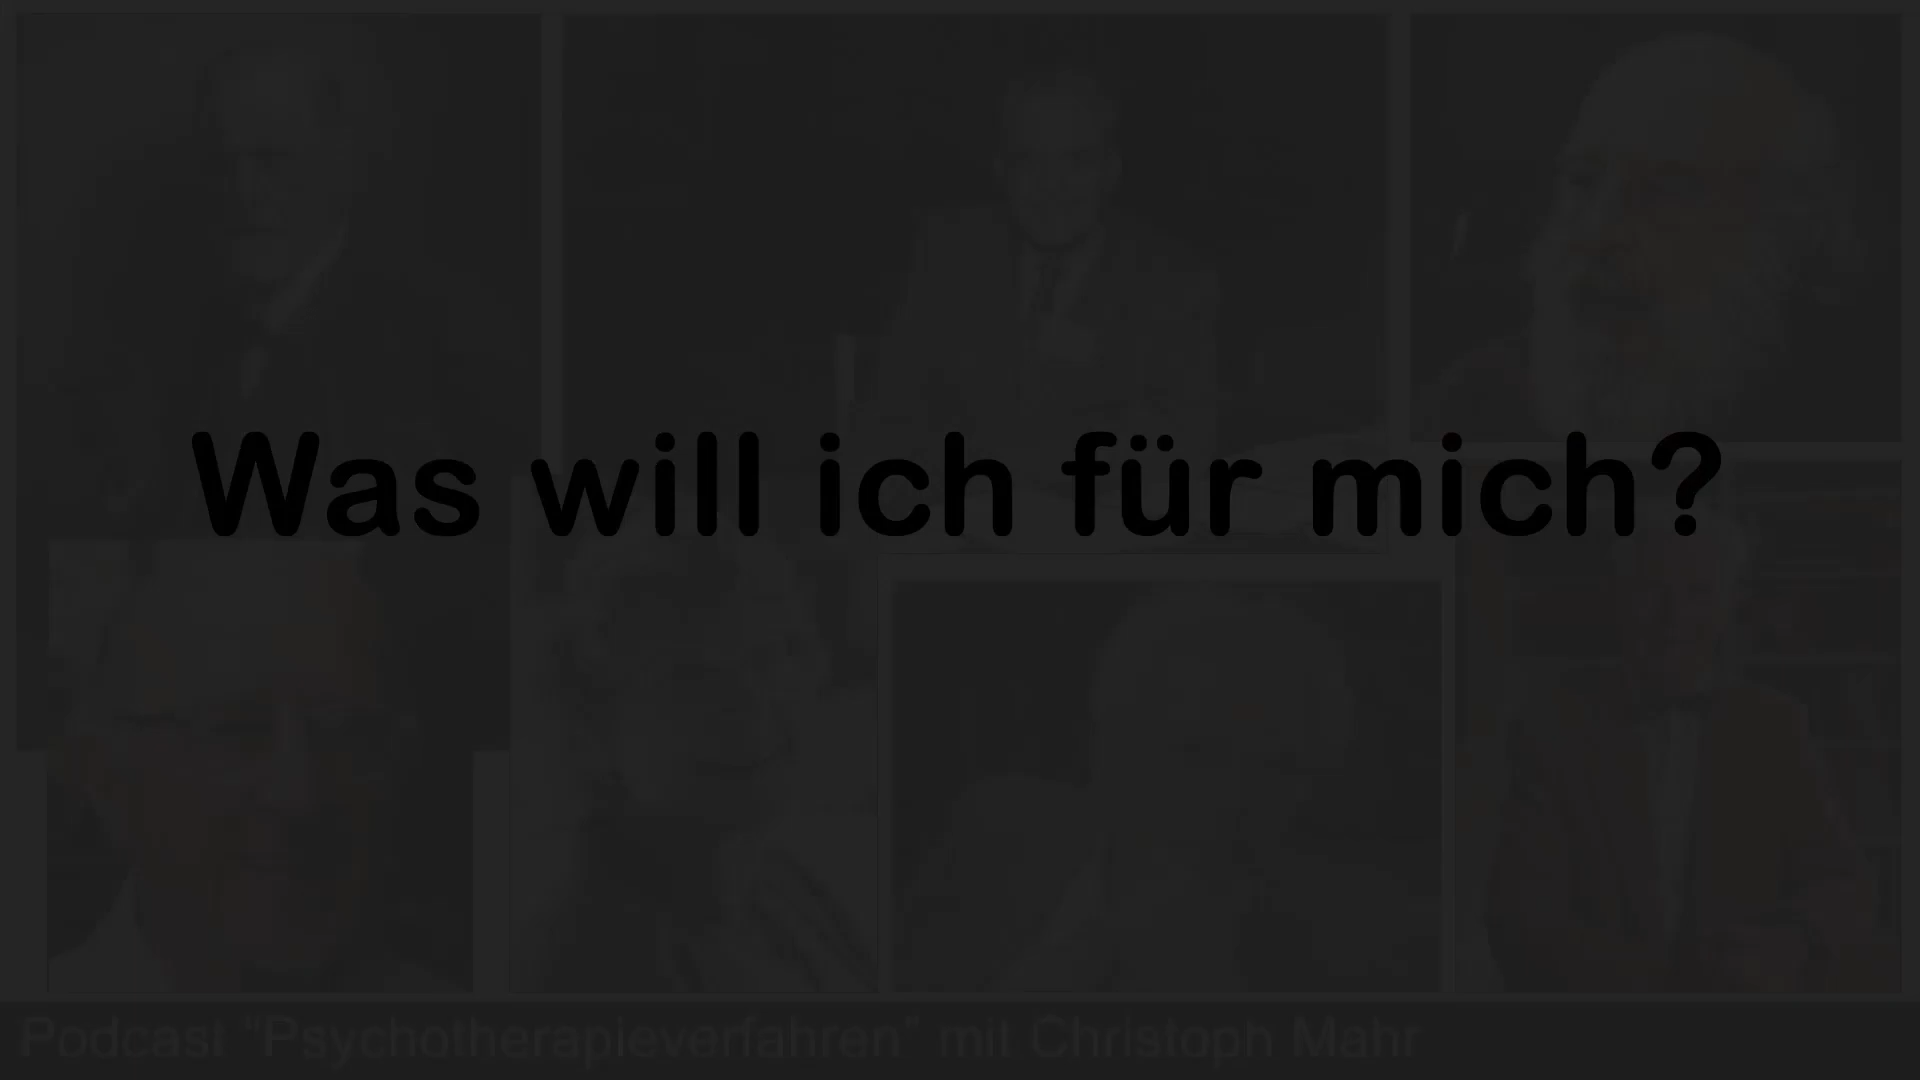 Was will ich für mich?
Podcast "Psychotherapieverfahren" mit Christoph Mahr